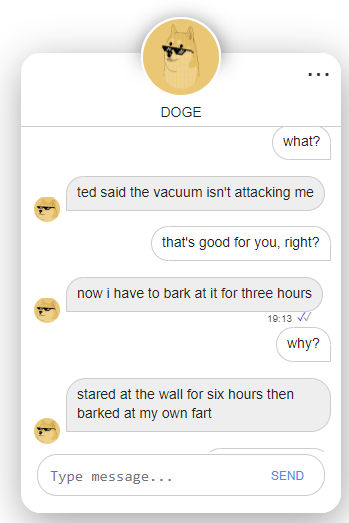 ...
DOGE
what?
ted said the vacuum isn't attacking me
that's good for you, right?
now i have to bark at it for three hours
19:13
why?
stared at the wall for six hours then
barked at my own fart
Type message...
SEND